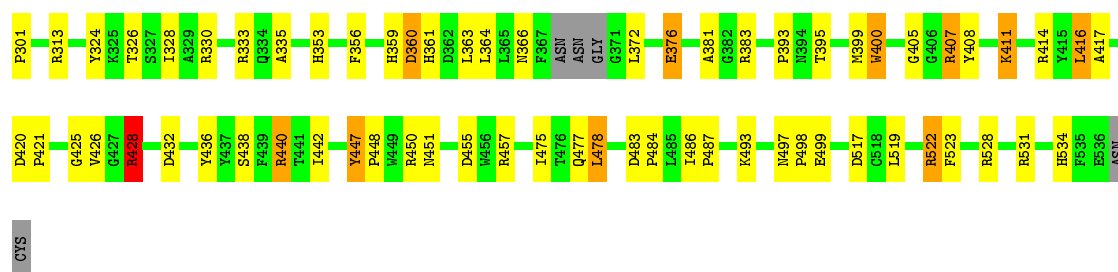 P301 R313 Y324 K325 T326 S327 I328 A329 R330 R333 Q334 A335 H353 F356 H359 D360 H361 D362 L363 L364 L365 N366 F367 ASN ASN GLY G371 L372 E376 A381 G382 R383 P393 N394 T395 M399 W400 G405 G406 R407 Y408 K411 R414 Y415 L416 A417
D420 P421 G425 V426 G427 R428 D432 Y436 Y437 S438 F439 R440 T441 I442 Y447 P448 W449 R450 N451 D455 W456 R457 I475 T476 Q477 L478 D483 P484 L485 I486 P487 K493 N497 P498 E499 D517 C518 L519 R522 F523 R528 R531 H534 F535 E536 ASN
CYS